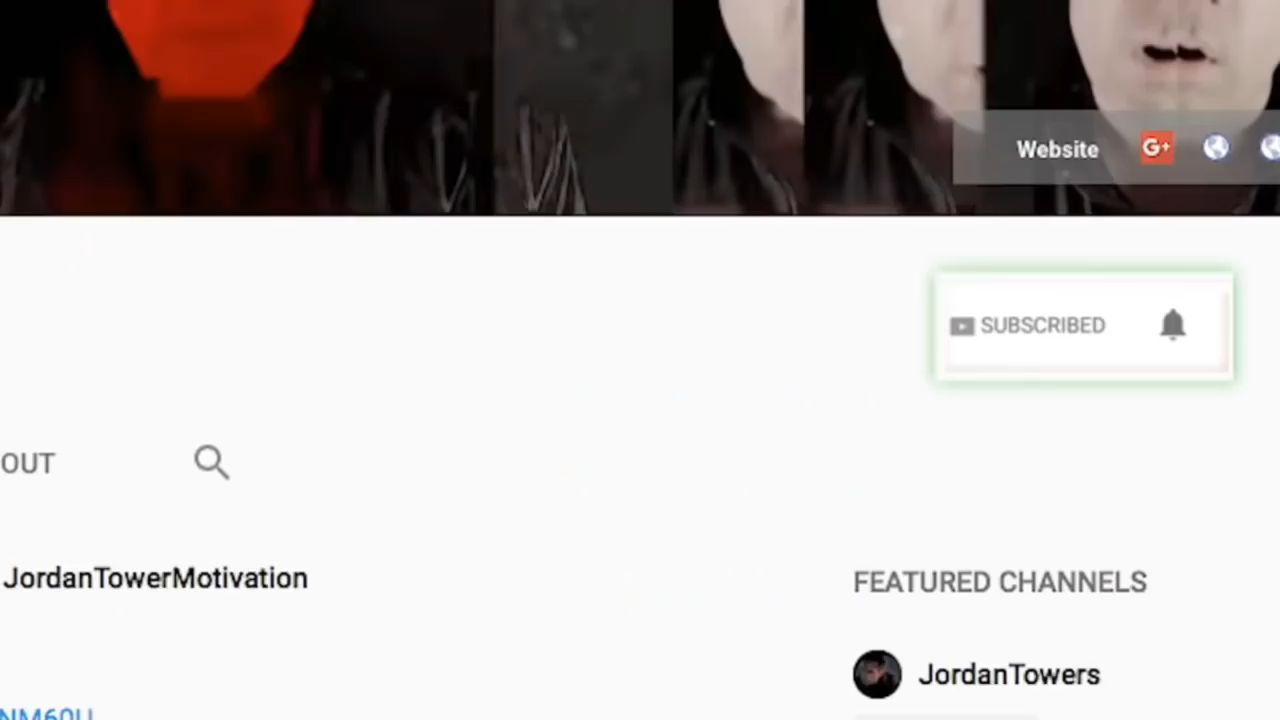 Website G+
SUBSCRIBED
OUT
JordanTowerMotivation
FEATURED CHANNELS
JordanTowers